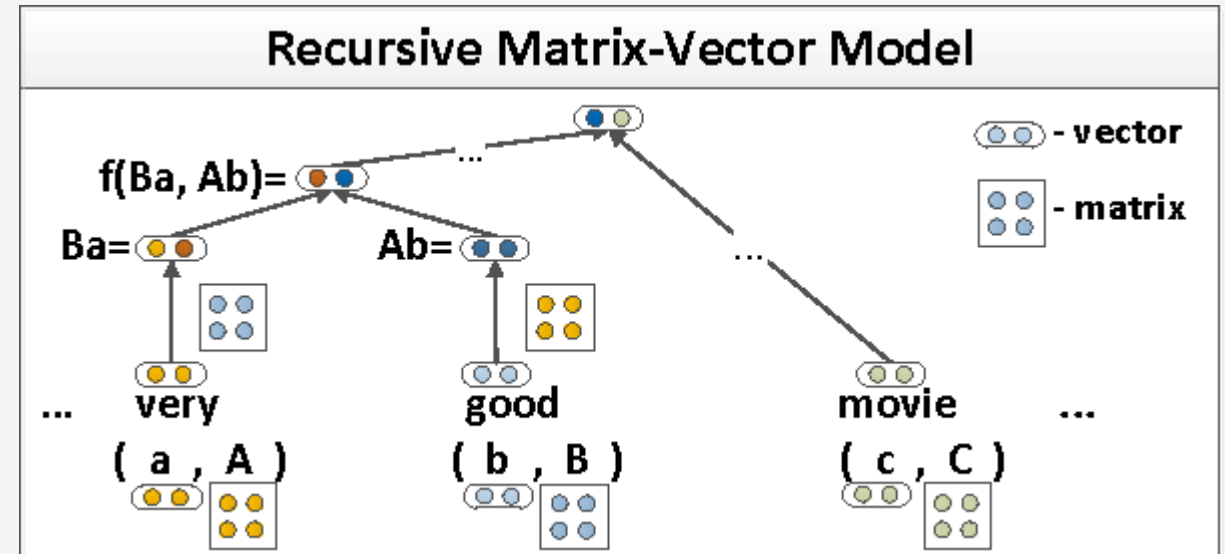 Recursive Matrix-Vector Model
- vector
...
f(Ba, Ab)=
- matrix
Ba=
Ab=
...
... very good movie ...
( a , A ) ( b , B ) ( c , C )